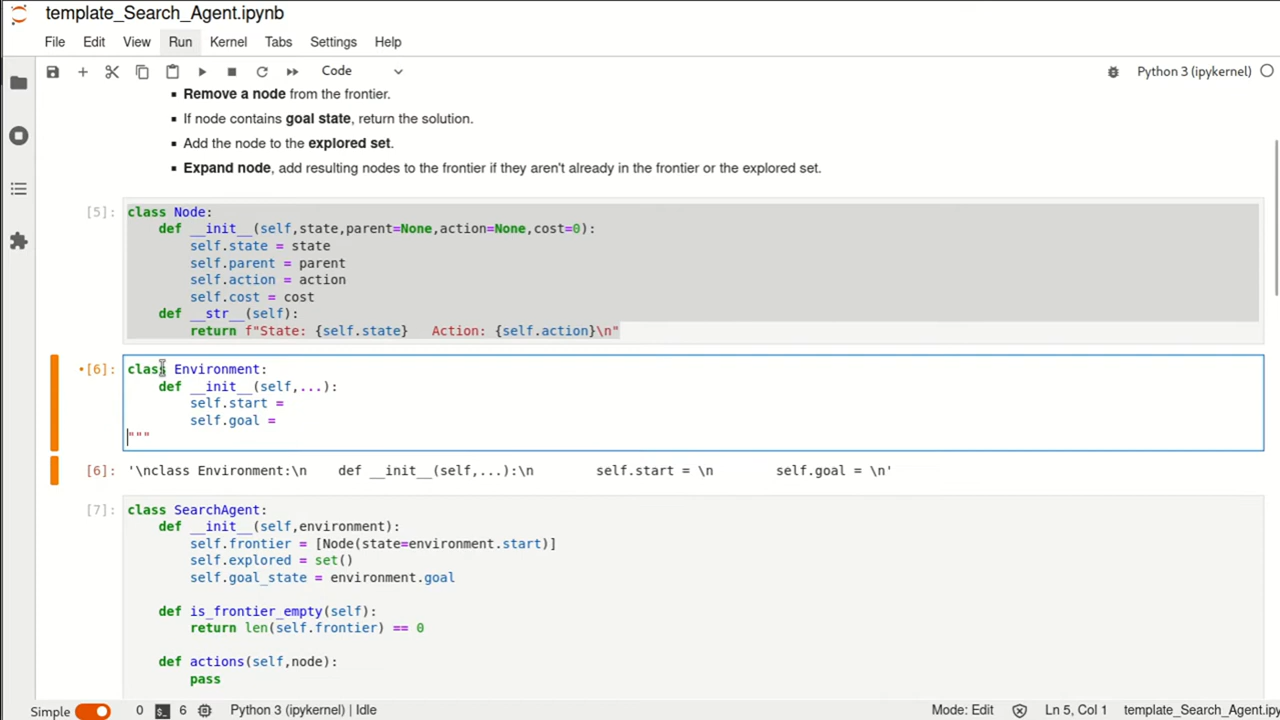 template_Search_Agent.ipynb
File Edit View Run Kernel Tabs Settings Help
Code
Python 3 (ipykernel)
Remove a node from the frontier.
If node contains goal state, return the solution.
Add the node to the explored set.
Expand node, add resulting nodes to the frontier if they aren't already in the frontier or the explored set.
[5]: class Node:
    def __init__(self,state,parent=None,action=None,cost=0):
        self.state = state
        self.parent = parent
        self.action = action
        self.cost = cost
    def __str__(self):
        return f"State: {self.state}   Action: {self.action}\n"
[6]: class Environment:
    def __init__(self,...):
        self.start =
        self.goal =
"""
[6]: '\nclass Environment:\n    def __init__(self,...):\n        self.start = \n        self.goal = \n'
[7]: class SearchAgent:
    def __init__(self,environment):
        self.frontier = [Node(state=environment.start)]
        self.explored = set()
        self.goal_state = environment.goal
    def is_frontier_empty(self):
        return len(self.frontier) == 0
    def actions(self,node):
        pass
Simple 0 6 Python 3 (ipykernel) | Idle Mode: Edit Ln 5, Col 1 template_Search_Agent.ipy